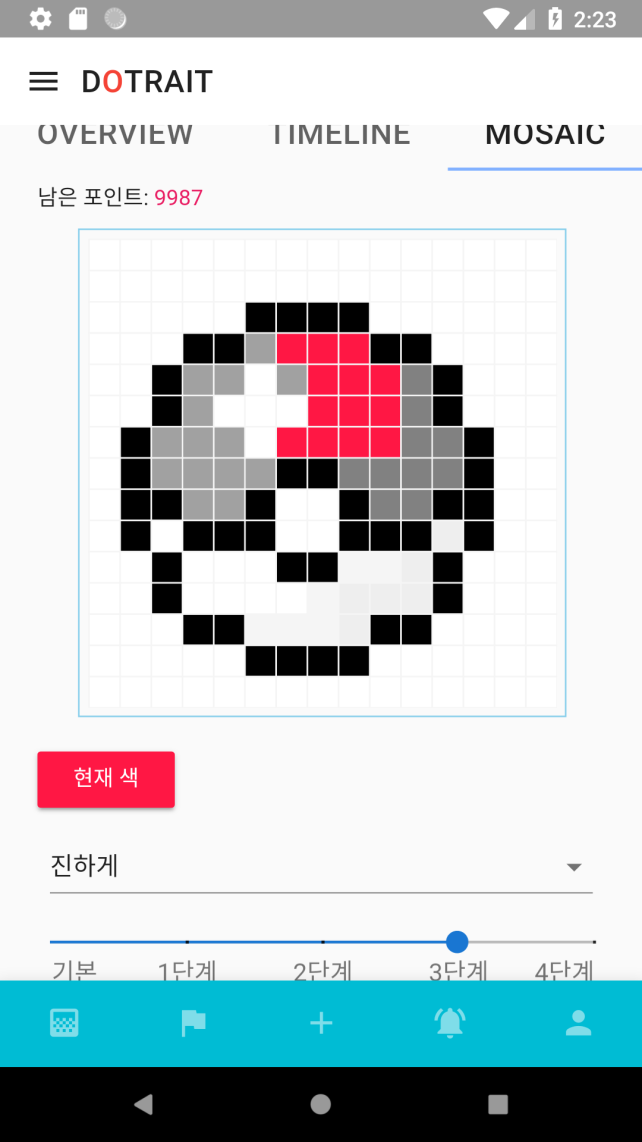 2:23
DOTRAIT
OVERVIEW TIMELINE MOSAIC
남은 포인트: 9987
현재 색
진하게
기본 1단계 2단계 3단계 4단계